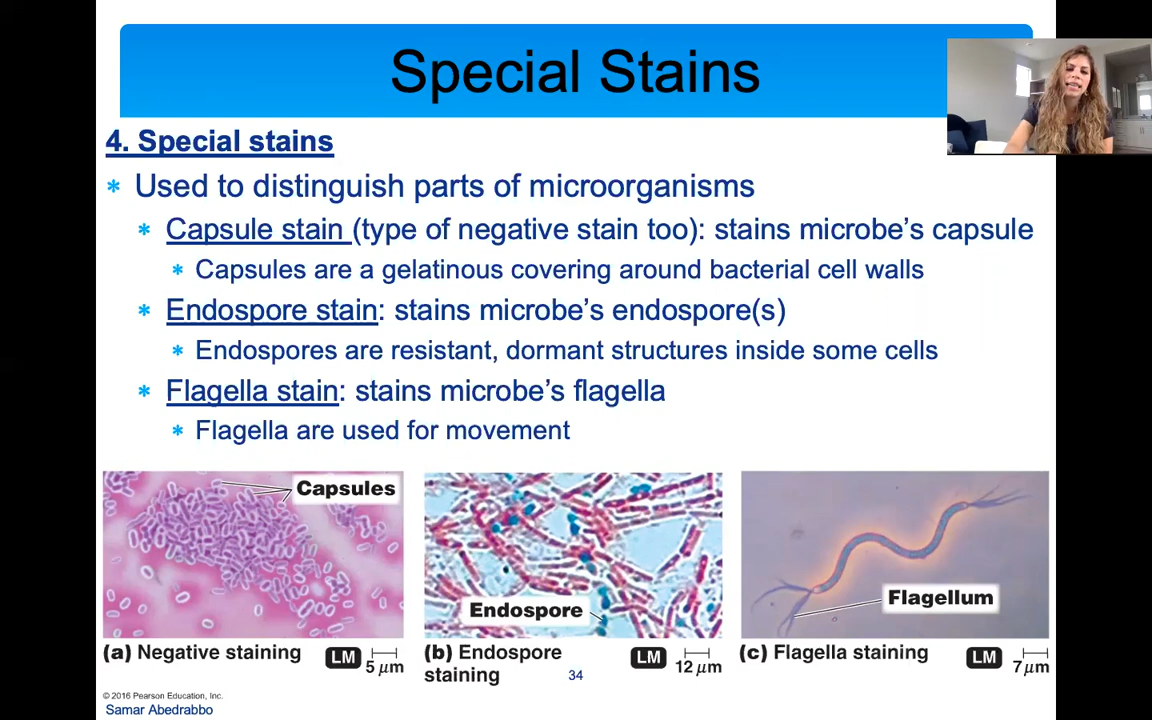 Special Stains
4. Special stains
* Used to distinguish parts of microorganisms
* Capsule stain (type of negative stain too): stains microbe’s capsule
* Capsules are a gelatinous covering around bacterial cell walls
* Endospore stain: stains microbe’s endospore(s)
* Endospores are resistant, dormant structures inside some cells
* Flagella stain: stains microbe’s flagella
* Flagella are used for movement
Capsules
Endospore
Flagellum
(a) Negative staining
LM
5 μm
(b) Endospore
staining
LM
12 μm
(c) Flagella staining
LM
7 μm
34
© 2016 Pearson Education, Inc.
Samar Abedrabbo